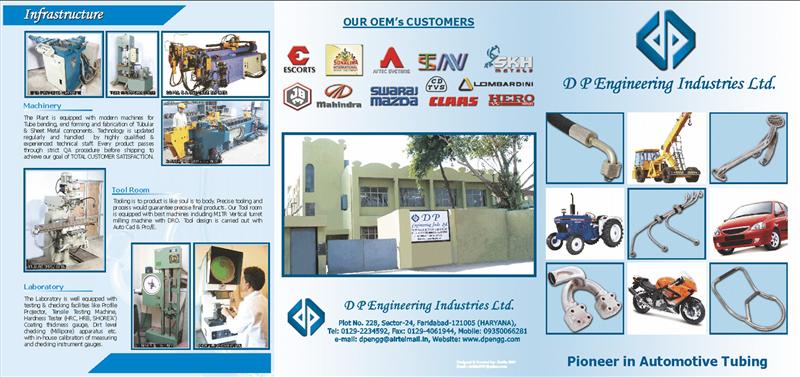 Infrastructure
Machinery
The Plant is equipped with modern machines for
Tube bending, end forming and fabrication of Tubular
& Sheet Metal components. Technology is updated
regularly and handled by highly qualified &
experienced technical staff. Every product passes
through strict QA procedure before shipping to
achieve our goal of TOTAL CUSTOMER SATISFACTION.
Tool Room
Tooling is to product is like soul is to body. Precise tooling and
process would guarantee precise final products. Our Tool room
is equipped with best machines including M1TR Vertical turret
milling machine with DRO. Tool design is carried out with
Auto Cad & Pro/E.
Laboratory
The Laboratory is well equipped with
testing & checking facilities like Profile
Projector, Tensile Testing Machine,
Hardness Tester (HRC, HRB, SHORE'A')
Coating thickness gauge, Dirt level
checking (Millipore) apparatus etc.
with in-house calibration of measuring
and checking instrument gauges.
OUR OEM's CUSTOMERS
ESCORTS
SONALIKA
INTERNATIONAL
SKH
METALS
Mahindra
SWARAJ
MAZDA
TVS
CLAAS
LOMBARDINI
HERO
D P
Engineering Inds. Ltd.
D P Engineering Industries Ltd.
Plot No. 228, Sector-24, Faridabad-121005 (HARYANA),
Tel: 0129-2234592, Fax: 0129-4061944, Mobile: 09350066281
e-mail: dpengg@airtelmail.in, Website: www.dpengg.com
D P Engineering Industries Ltd.
Pioneer in Automotive Tubing